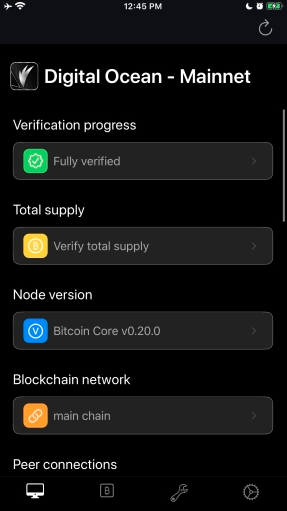 12:45 PM
Digital Ocean - Mainnet
Verification progress
Fully verified
Total supply
Verify total supply
Node version
Bitcoin Core v0.20.0
Blockchain network
main chain
Peer connections